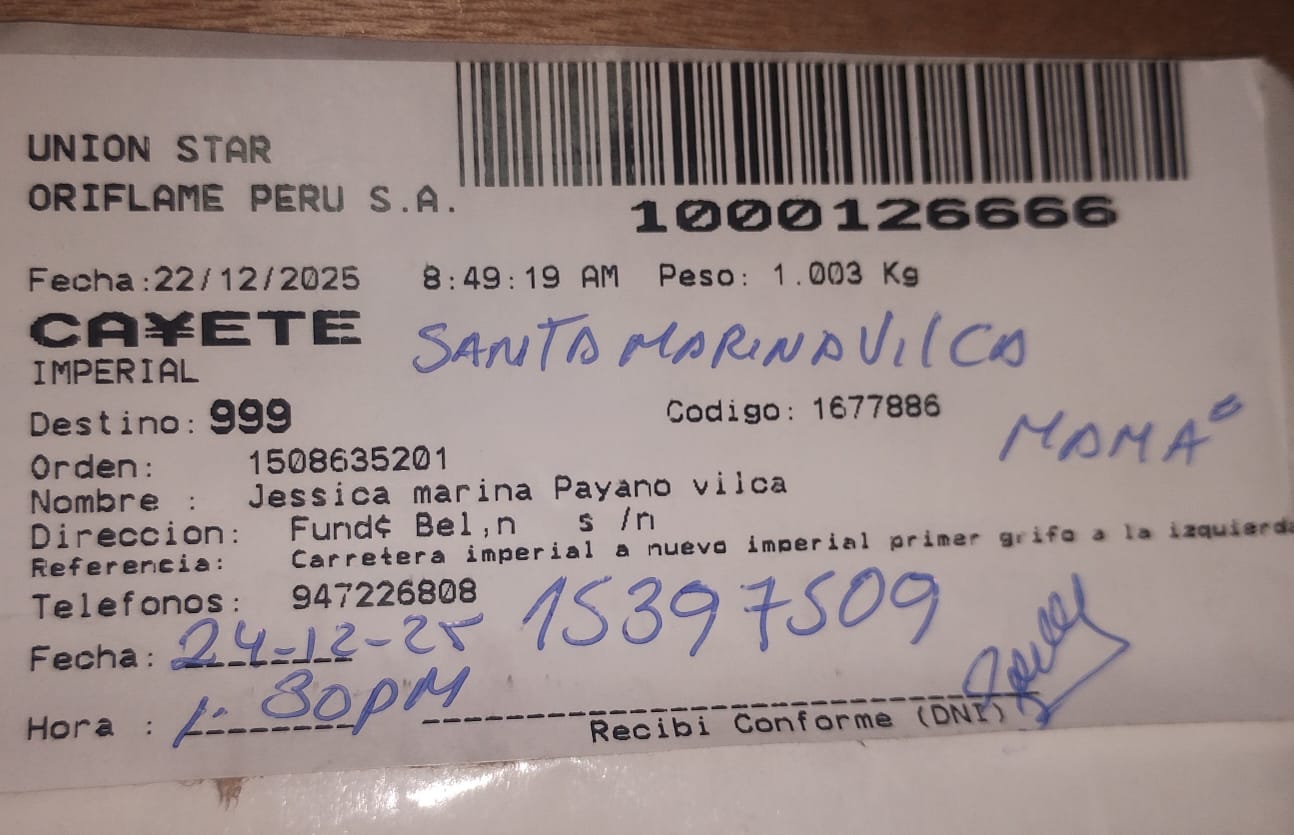 UNION STAR
ORIFLAME PERU S.A.
1000126666
Fecha:22/12/2025 8:49:19 AM Peso: 1.003 Kg
CA¥ETE
SANTA MARINA VILCA
IMPERIAL
Destino: 999 Codigo: 1677886
MAMA
Orden: 1508635201
Nombre : Jessica marina Payano vilca
Direccion: Fund¢ Bel,n s /n
Referencia: Carretera imperial a nuevo imperial primer grifo a la izquierda
Telefonos: 947226808
15397509
Fecha: 24-12-25
Hora : 1:30PM
Recibi Conforme (DNI)